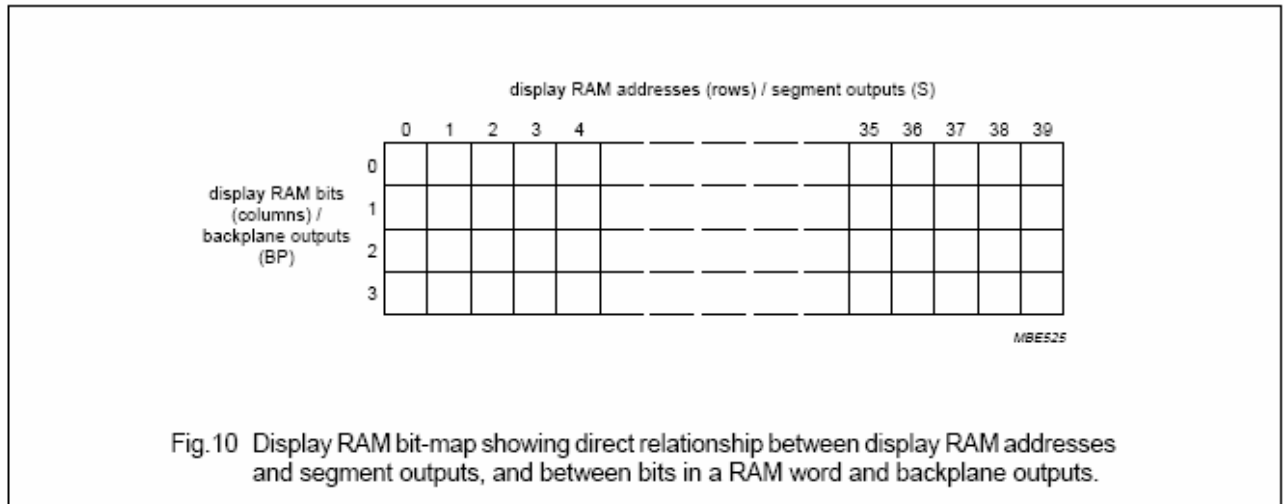 display RAM addresses (rows) / segment outputs (S)
0 1 2 3 4 35 36 37 38 39
0
display RAM bits
(columns) /
backplane outputs
(BP)
1
2
3
MBE525
Fig.10 Display RAM bit-map showing direct relationship between display RAM addresses
and segment outputs, and between bits in a RAM word and backplane outputs.